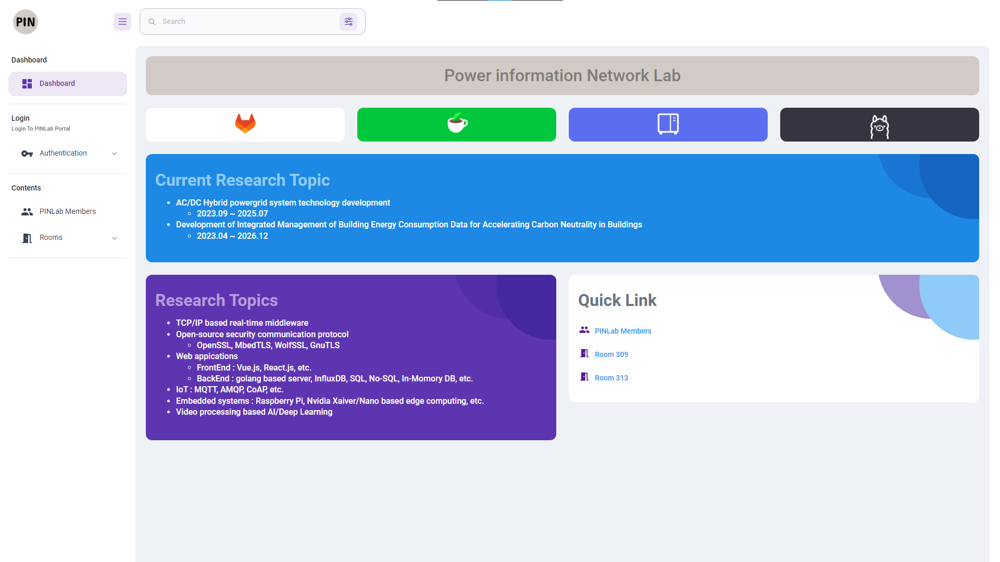 PIN
Search
Dashboard
Dashboard
Login
Login To PINLab Portal
Authentication
Contents
PINLab Members
Rooms
Power information Network Lab
Current Research Topic
AC/DC Hybrid powergrid system technology development
2023.09 ~ 2025.07
Development of Integrated Management of Building Energy Consumption Data for Accelerating Carbon Neutrality in Buildings
2023.04 ~ 2026.12
Research Topics
TCP/IP based real-time middleware
Open-source security communication protocol
OpenSSL, MbedTLS, WolfSSL, GnuTLS
Web appications
FrontEnd : Vue.js, React.js, etc.
BackEnd : golang based server, InfluxDB, SQL, No-SQL, In-Momory DB, etc.
IoT : MQTT, AMQP, CoAP, etc.
Embedded systems : Raspberry Pi, Nvidia Xaiver/Nano based edge computing, etc.
Video processing based AI/Deep Learning
Quick Link
PINLab Members
Room 309
Room 313